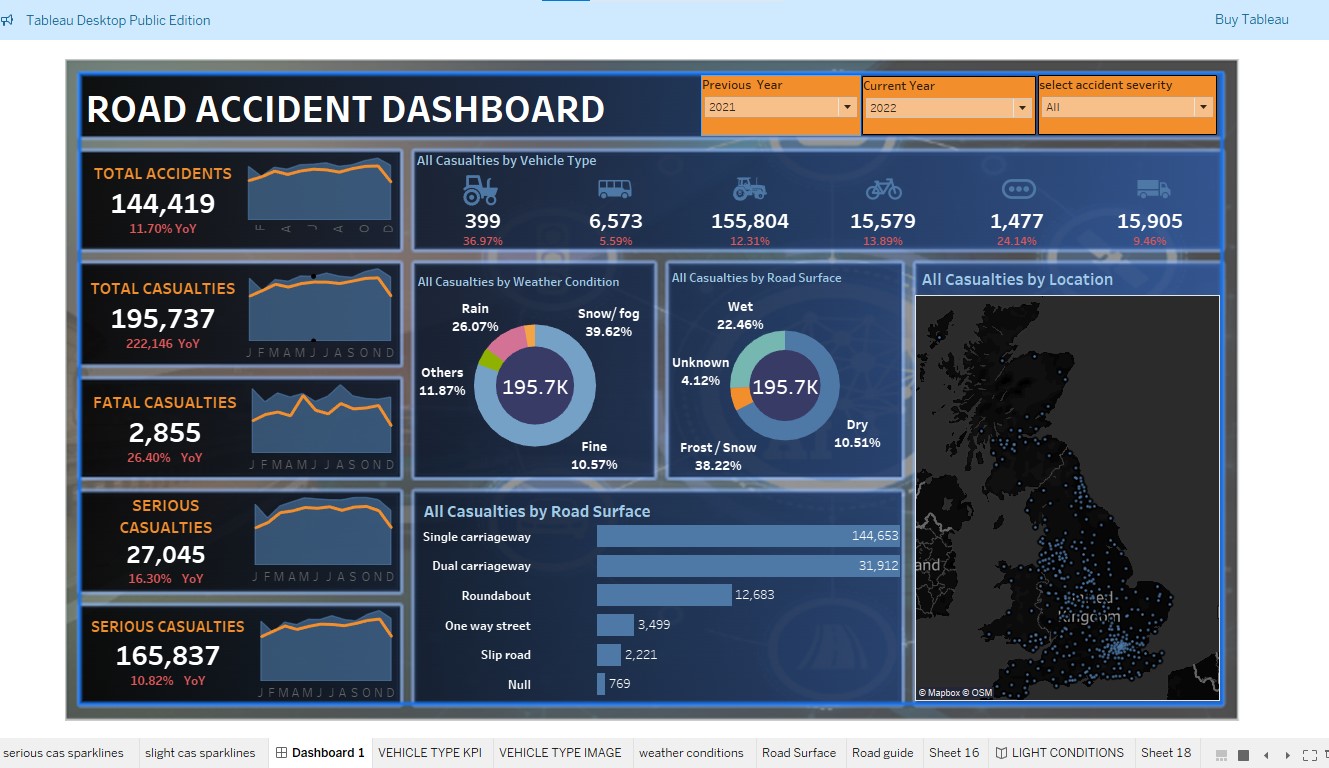 Tableau Desktop Public Edition
Buy Tableau
ROAD ACCIDENT DASHBOARD
Previous Year
2021
Current Year
2022
select accident severity
All
TOTAL ACCIDENTS
144,419
11.70% YoY
F A J A O D
TOTAL CASUALTIES
195,737
222,146 YoY
J F M A M J J A S O N D
FATAL CASUALTIES
2,855
26.40% YoY
J F M A M J J A S O N D
SERIOUS
CASUALTIES
27,045
16.30% YoY
J F M A M J J A S O N D
SERIOUS CASUALTIES
165,837
10.82% YoY
J F M A M J J A S O N D
All Casualties by Vehicle Type
399 6,573 155,804 15,579 1,477 15,905
36.97% 5.59% 12.31% 13.89% 24.14% 9.46%
All Casualties by Weather Condition
Rain
26.07%
Snow/ fog
39.62%
Others
11.87%
195.7K
Fine
10.57%
All Casualties by Road Surface
Wet
22.46%
Unknown
4.12%
195.7K
Dry
10.51%
Frost / Snow
38.22%
All Casualties by Road Surface
Single carriageway 144,653
Dual carriageway 31,912
Roundabout 12,683
One way street 3,499
Slip road 2,221
Null 769
All Casualties by Location
and
© Mapbox © OSM
serious cas sparklines slight cas sparklines Dashboard 1 VEHICLE TYPE KPI VEHICLE TYPE IMAGE weather conditions Road Surface Road guide Sheet 16 LIGHT CONDITIONS Sheet 18